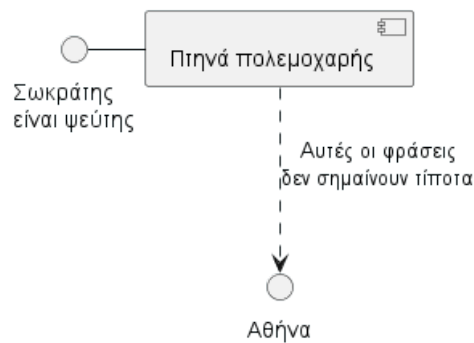 Πτηνά πολεμοχαρής
Σωκράτης
είναι ψεύτης
Αυτές οι φράσεις
δεν σημαίνουν τίποτα
Αθήνα